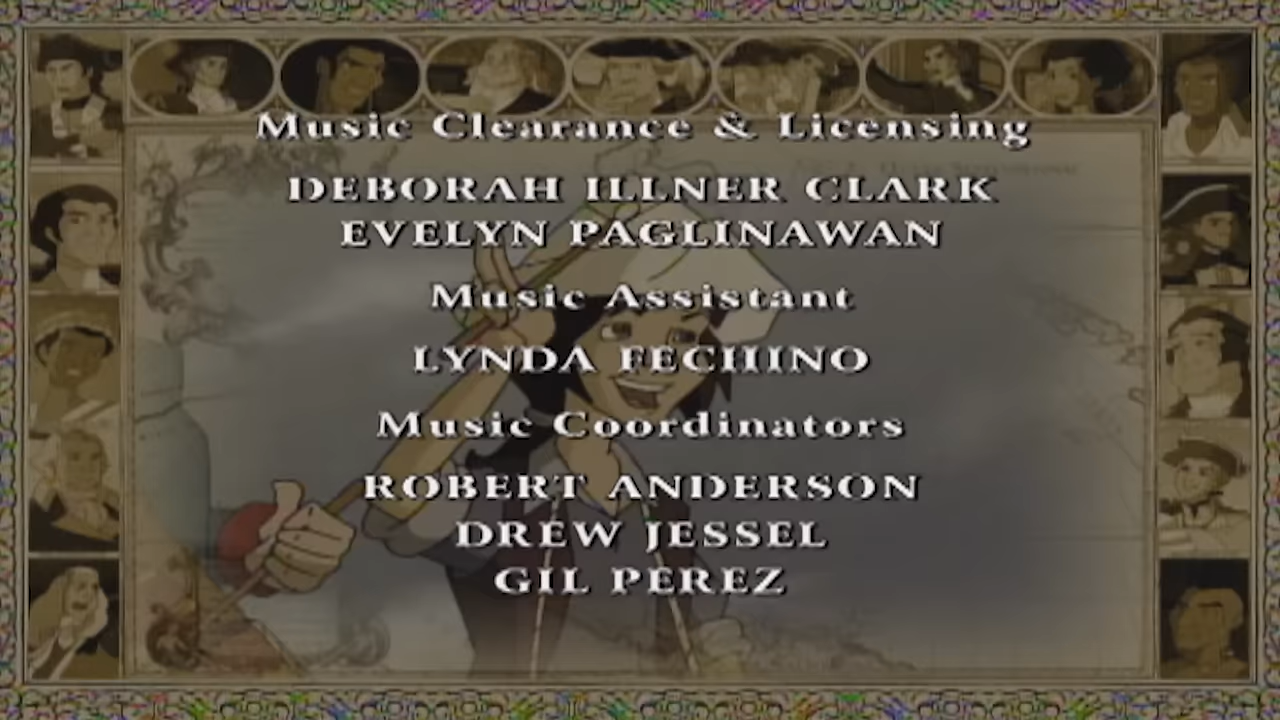 Music Clearance & Licensing
DEBORAH ILLNER CLARK
EVELYN PAGLINAWAN
Music Assistant
LYNDA FECHINO
Music Coordinators
ROBERT ANDERSON
DREW JESSEL
GIL PEREZ